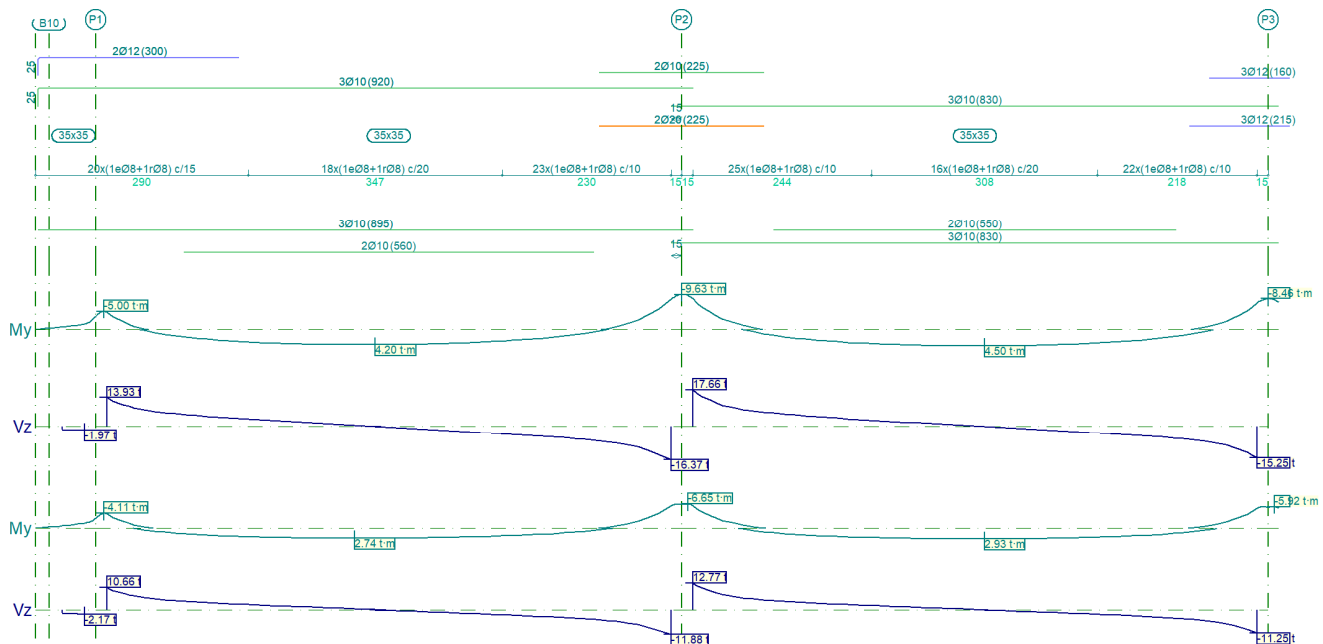 B10 P1 P2 P3
2Ø12(300)
25
2Ø10(225)
3Ø12(160)
3Ø10(920)
25
15
3Ø10(830)
2Ø20(225)
3Ø12(215)
35x35 35x35 35x35
20x(1eØ8+1rØ8) c/15 18x(1eØ8+1rØ8) c/20 23x(1eØ8+1rØ8) c/10 25x(1eØ8+1rØ8) c/10 16x(1eØ8+1rØ8) c/20 22x(1eØ8+1rØ8) c/10
290 347 230 15 15 244 308 218 15
3Ø10(895) 2Ø10(550)
15 3Ø10(830)
2Ø10(560)
-5.00 t·m -9.63 t·m -8.46 t·m
My
4.20 t·m 4.50 t·m
13.93 t 17.66 t
Vz
-1.97 t -16.37 t -15.25 t
-4.11 t·m -6.65 t·m -5.92 t·m
My
2.74 t·m 2.93 t·m
10.66 t 12.77 t
Vz
-2.17 t -11.88 t -11.25 t